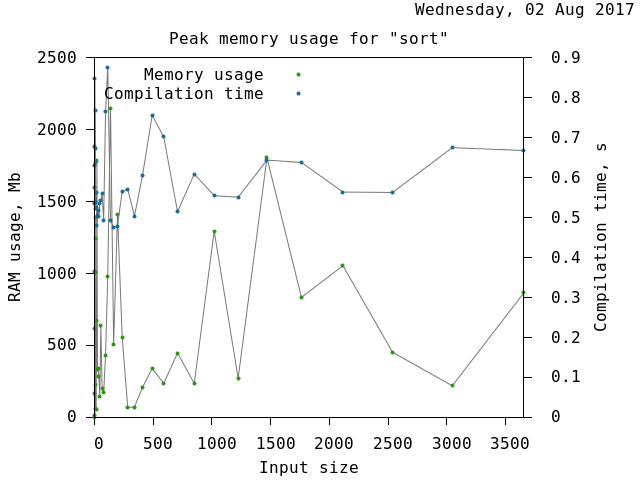 Wednesday, 02 Aug 2017
Peak memory usage for "sort"
2500 0.9
Memory usage
Compilation time
0.8
2000
0.7
0.6
1500
0.5
RAM usage, Mb
Compilation time, s
1000 0.4
0.3
500 0.2
0.1
0 0
0 500 1000 1500 2000 2500 3000 3500
Input size